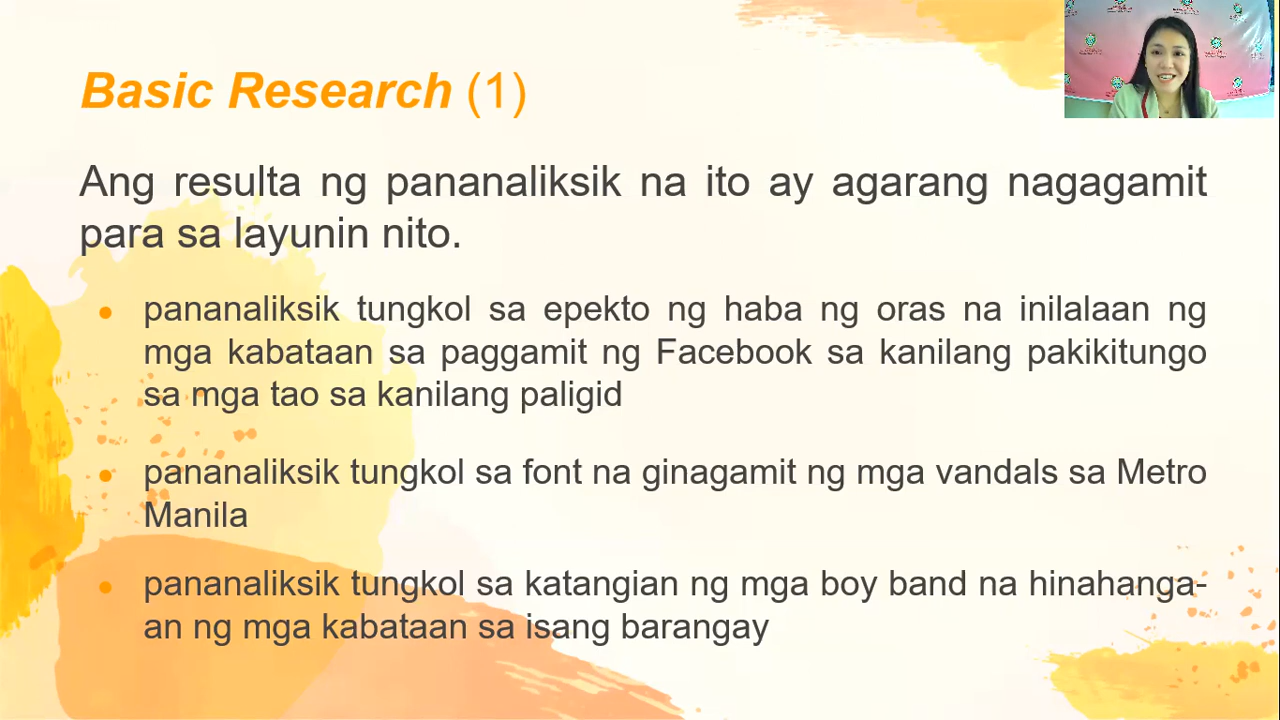 Basic Research (1)
Ang resulta ng pananaliksik na ito ay agarang nagagamit
para sa layunin nito.
pananaliksik tungkol sa epekto ng haba ng oras na inilalaan ng
mga kabataan sa paggamit ng Facebook sa kanilang pakikitungo
sa mga tao sa kanilang paligid
pananaliksik tungkol sa font na ginagamit ng mga vandals sa Metro
Manila
pananaliksik tungkol sa katangian ng mga boy band na hinahanga-
an ng mga kabataan sa isang barangay